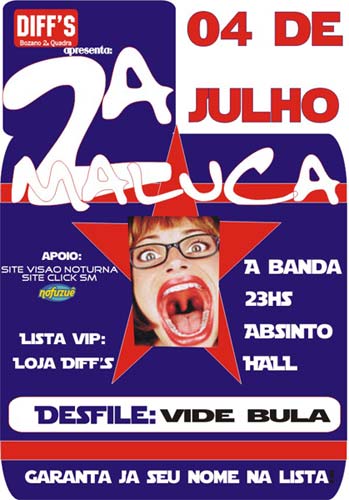 DIFF'S
Bozano 2ª Quadra
apresenta:
04 DE
JULHO
2A
MALUCA
APOIO:
SITE VISAO NOTURNA
SITE CLICK SM
nofuzuê
LISTA VIP:
LOJA DIFF'S
A BANDA
23HS
ABSINTO
HALL
DESFILE: VIDE BULA
GARANTA JA SEU NOME NA LISTA!